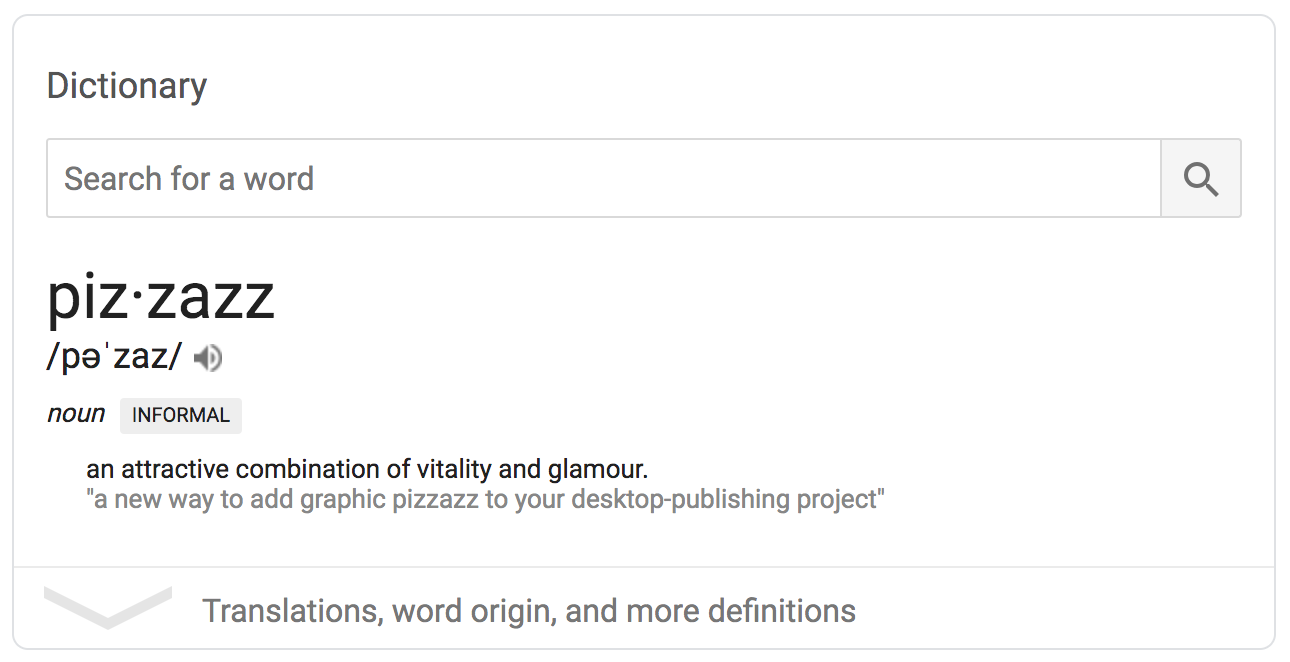 Dictionary
Search for a word
piz·zazz
/pəˈzaz/
noun INFORMAL
an attractive combination of vitality and glamour.
"a new way to add graphic pizzazz to your desktop-publishing project"
Translations, word origin, and more definitions